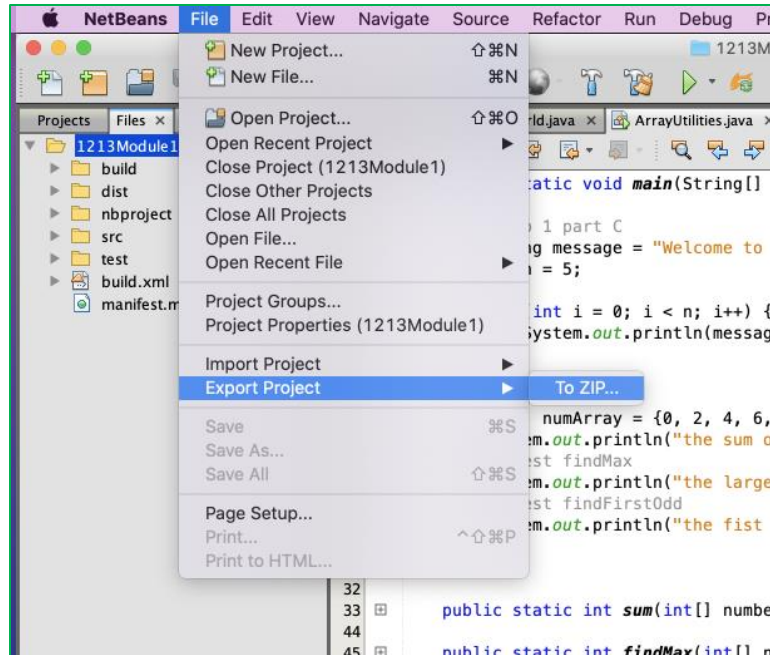 NetBeans File Edit View Navigate Source Refactor Run Debug Pr
1213M
New Project... ⇧⌘N
New File... ⌘N
Open Project... ⇧⌘O
Open Recent Project ▶
Close Project (1213Module1)
Close Other Projects
Close All Projects
Open File...
Open Recent File ▶
Project Groups...
Project Properties (1213Module1)
Import Project ▶
Export Project ▶ To ZIP...
Save ⌘S
Save As...
Save All ⇧⌘S
Page Setup...
Print... ^⇧⌘P
Print to HTML...
Projects Files ×
1213Module1
build
dist
nbproject
src
test
build.xml
manifest.m
rld.java × ArrayUtilities.java ×
tatic void main(String[]
1 part C
g message = "Welcome to
= 5;
int i = 0; i < n; i++) {
ystem.out.println(messag
numArray = {0, 2, 4, 6,
m.out.println("the sum o
est findMax
m.out.println("the large
est findFirstOdd
m.out.println("the fist
32
33 public static int sum(int[] numbe
44
45 public static int findMax(int[] n